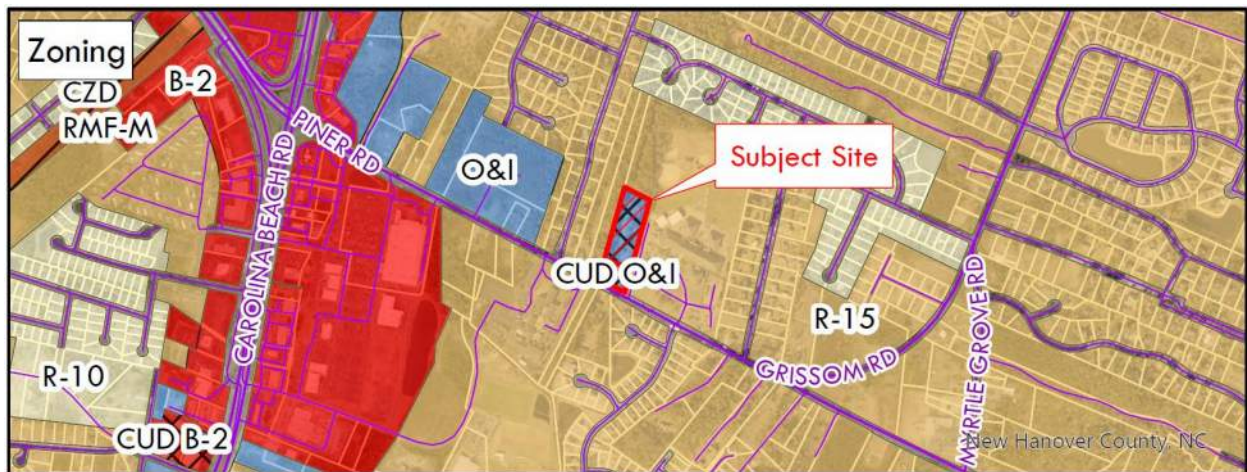 Zoning
CZD
RMF-M
B-2
PINER RD
O&I
Subject Site
CAROLINA BEACH RD
CUD O&I
R-15
R-10
GRISSOM RD
MYRTLE GROVE RD
CUD B-2
New Hanover County, NC